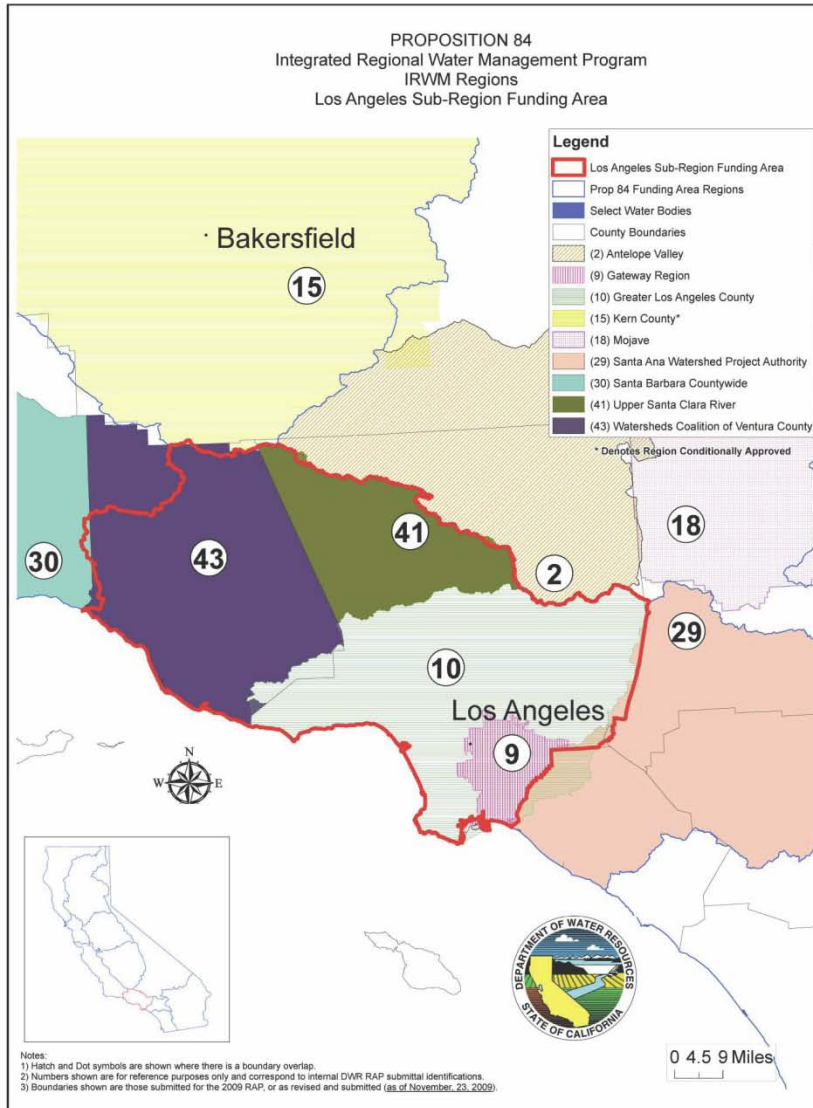 PROPOSITION 84
Integrated Regional Water Management Program
IRWM Regions
Los Angeles Sub-Region Funding Area
Legend
Los Angeles Sub-Region Funding Area
Prop 84 Funding Area Regions
Select Water Bodies
County Boundaries
(2) Antelope Valley
(9) Gateway Region
(10) Greater Los Angeles County
(15) Kern County*
(18) Mojave
(29) Santa Ana Watershed Project Authority
(30) Santa Barbara Countywide
(41) Upper Santa Clara River
(43) Watersheds Coalition of Ventura County
* Denotes Region Conditionally Approved
Bakersfield
15
18
41
30
43
2
29
10
Los Angeles
9
N
W E
S
DEPARTMENT OF WATER RESOURCES
STATE OF CALIFORNIA
0 4.5 9 Miles
Notes:
1) Hatch and Dot symbols are shown where there is a boundary overlap.
2) Numbers shown are for reference purposes only and correspond to internal DWR RAP submittal identifications.
3) Boundaries shown are those submitted for the 2009 RAP, or as revised and submitted (as of November, 23, 2009).